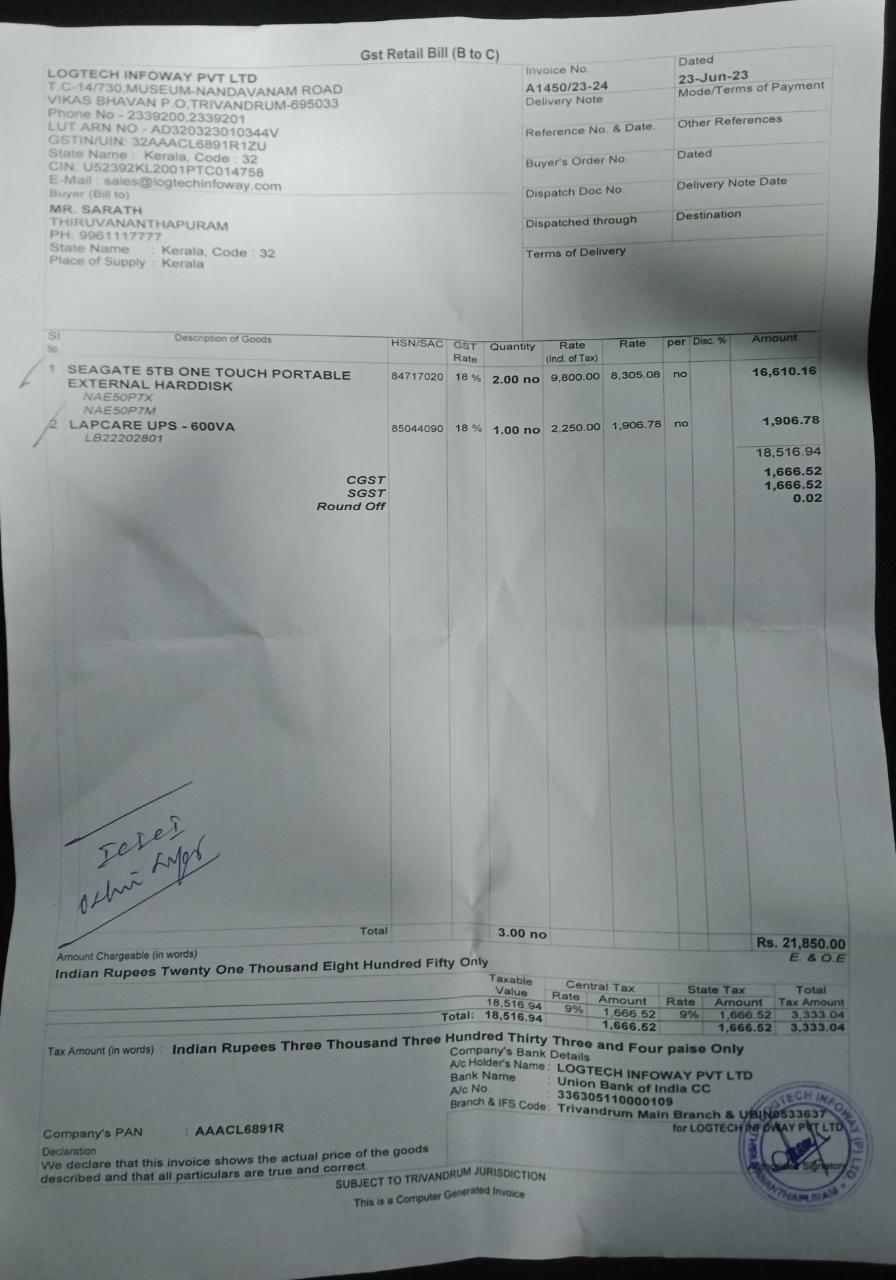 Gst Retail Bill (B to C)
LOGTECH INFOWAY PVT LTD
T.C-14/730,MUSEUM-NANDAVANAM ROAD
VIKAS BHAVAN P.O,TRIVANDRUM-695033
Phone No - 2339200,2339201
LUT ARN NO - AD320323010344V
GSTIN/UIN: 32AAACL6891R1ZU
State Name : Kerala, Code : 32
CIN: U52392KL2001PTC014758
E-Mail : sales@logtechinfoway.com
Buyer (Bill to)
MR. SARATH
THIRUVANANTHAPURAM
PH: 9961117777
State Name : Kerala, Code : 32
Place of Supply : Kerala
Invoice No. Dated
A1450/23-24 23-Jun-23
Delivery Note Mode/Terms of Payment
Reference No. & Date. Other References
Buyer's Order No. Dated
Dispatch Doc No. Delivery Note Date
Dispatched through Destination
Terms of Delivery
Sl No. Description of Goods HSN/SAC GST Rate Quantity Rate (Incl. of Tax) Rate per Disc. % Amount
1 SEAGATE 5TB ONE TOUCH PORTABLE EXTERNAL HARDDISK 84717020 18 % 2.00 no 9,800.00 8,305.08 no 16,610.16
NAE50P7X
NAE50P7M
2 LAPCARE UPS - 600VA 85044090 18 % 1.00 no 2,250.00 1,906.78 no 1,906.78
LB22202801
18,516.94
CGST 1,666.52
SGST 1,666.52
Round Off 0.02
Total 3.00 no Rs. 21,850.00
Amount Chargeable (in words) E. & O.E
Indian Rupees Twenty One Thousand Eight Hundred Fifty Only
Taxable Value Central Tax State Tax Total
Rate Amount Rate Amount Tax Amount
18,516.94 9% 1,666.52 9% 1,666.52 3,333.04
Total: 18,516.94 1,666.52 1,666.52 3,333.04
Tax Amount (in words) : Indian Rupees Three Thousand Three Hundred Thirty Three and Four paise Only
Company's Bank Details
A/c Holder's Name : LOGTECH INFOWAY PVT LTD
Bank Name : Union Bank of India CC
A/c No. : 336305110000109
Branch & IFS Code : Trivandrum Main Branch & UBIN0533637
Company's PAN : AAACL6891R
for LOGTECH INFOWAY PVT LTD
Declaration
We declare that this invoice shows the actual price of the goods
described and that all particulars are true and correct.
Authorised Signatory
SUBJECT TO TRIVANDRUM JURISDICTION
This is a Computer Generated Invoice